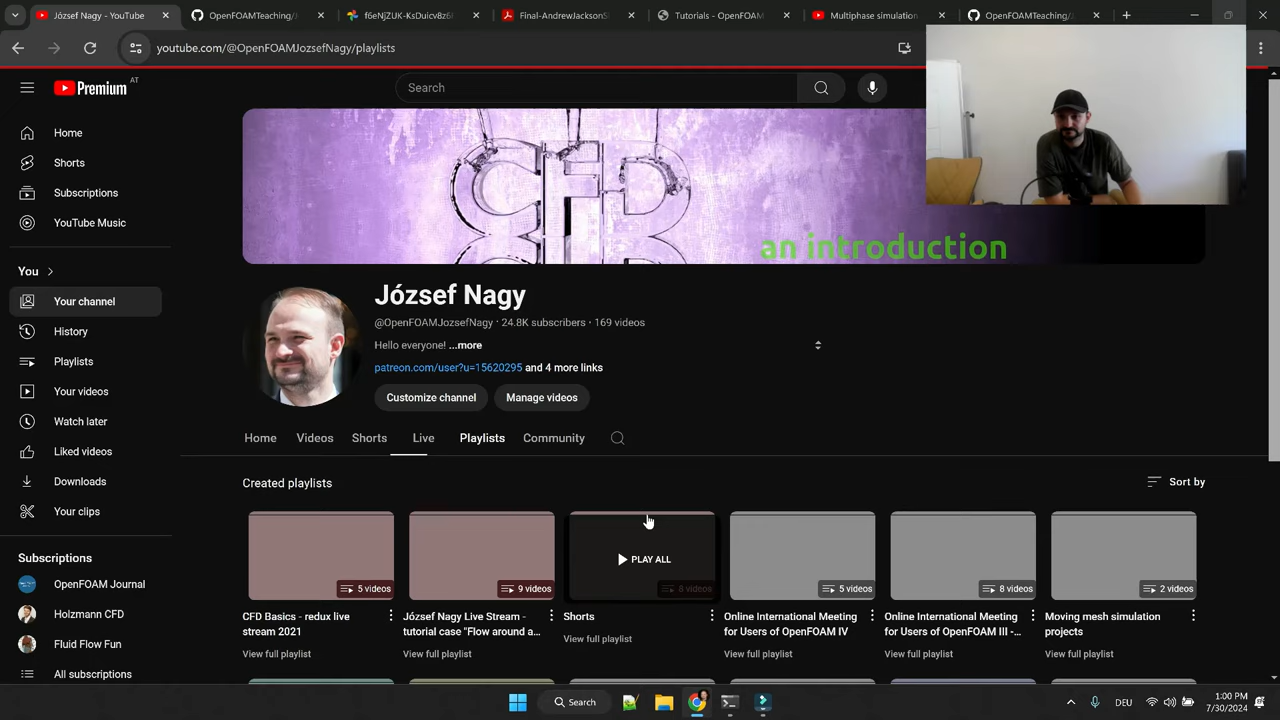 József Nagy - YouTube
OpenFOAMTeaching/
f6eNjZUK-KsDuicv8z6
Final-AndrewJacksonS
Tutorials - OpenFOAM
Multiphase simulation
OpenFOAMTeaching/
youtube.com/@OpenFOAMJozsefNagy/playlists
Premium AT
Search
Home
Shorts
Subscriptions
YouTube Music
You
Your channel
History
Playlists
Your videos
Watch later
Liked videos
Downloads
Your clips
Subscriptions
OpenFOAM Journal
Holzmann CFD
Fluid Flow Fun
All subscriptions
CFD
an introduction
József Nagy
@OpenFOAMJozsefNagy · 24.8K subscribers · 169 videos
Hello everyone! ...more
patreon.com/user?u=15620295 and 4 more links
Customize channel
Manage videos
Home Videos Shorts Live Playlists Community
Created playlists
Sort by
5 videos
9 videos
PLAY ALL
8 videos
5 videos
8 videos
2 videos
CFD Basics - redux live
stream 2021
View full playlist
József Nagy Live Stream -
tutorial case "Flow around a...
View full playlist
Shorts
View full playlist
Online International Meeting
for Users of OpenFOAM IV
View full playlist
Online International Meeting
for Users of OpenFOAM III -...
View full playlist
Moving mesh simulation
projects
View full playlist
Search
DEU
1:00 PM
7/30/2024